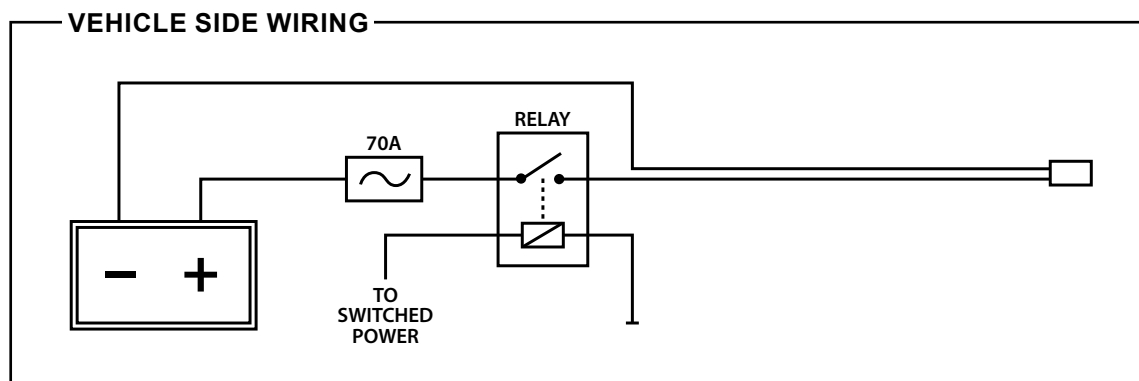 VEHICLE SIDE WIRING
RELAY
70A
− +
TO
SWITCHED
POWER